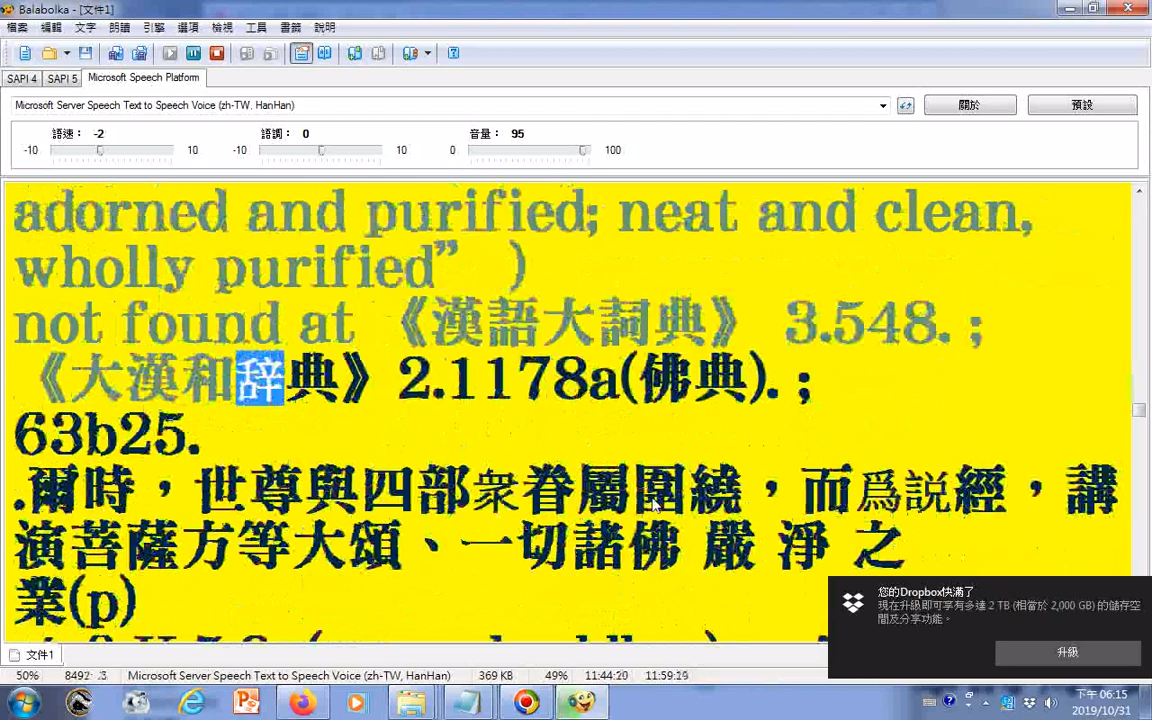 Balabolka - [文件1]
檔案 編輯 文字 朗讀 引擎 選項 檢視 工具 書籤 說明
SAPI 4 SAPI 5 Microsoft Speech Platform
Microsoft Server Speech Text to Speech Voice (zh-TW, HanHan) 關於 預設
語速： -2 語調： 0 音量： 95
-10 10 -10 10 0 100
adorned and purified; neat and clean,
wholly purified” )
not found at 《漢語大詞典》 3.548. ;
《大漢和辞典》2.1178a(佛典). ;
63b25.
.爾時，世尊與四部衆眷屬圍繞，而爲説經，講
演菩薩方等大頌、一切諸佛 嚴 淨 之
業(p)
您的Dropbox快滿了
現在升級即可享有多達 2 TB (相當於 2,000 GB) 的儲存空
間及分享功能。
升級
文件1
50% Microsoft Server Speech Text to Speech Voice (zh-TW, HanHan) 369 KB 49% 11:44:20 11:59:29
下午 06:15
2019/10/31